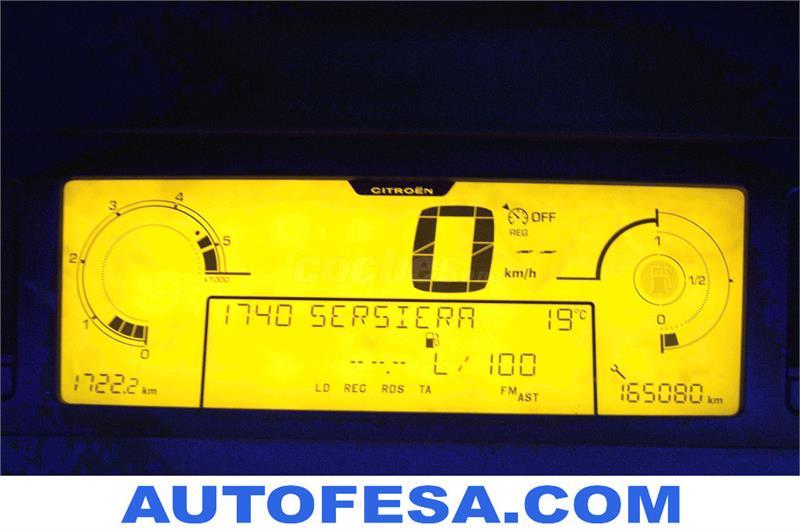 CITROËN
3 4
2 5
x1000
1
0
0
OFF
REG
--
km/h
1
1/2
0
1740 SERSIERA 19°C
--.- L/100
LD REG RDS TA FM AST
1722.2 km
165080 km
AUTOFESA.COM